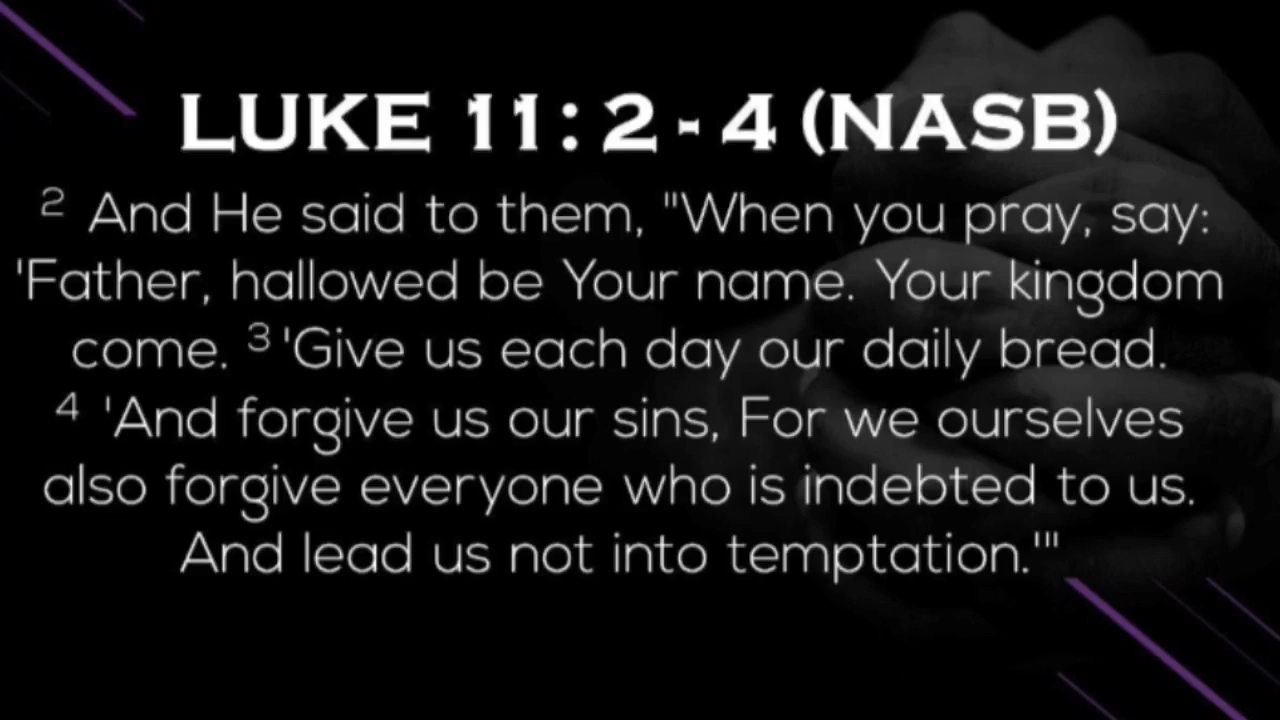 LUKE 11:2-4 (NASB)
2 And He said to them, "When you pray, say:
'Father, hallowed be Your name. Your kingdom
come. 3 'Give us each day our daily bread.
4 'And forgive us our sins, For we ourselves
also forgive everyone who is indebted to us.
And lead us not into temptation.'"